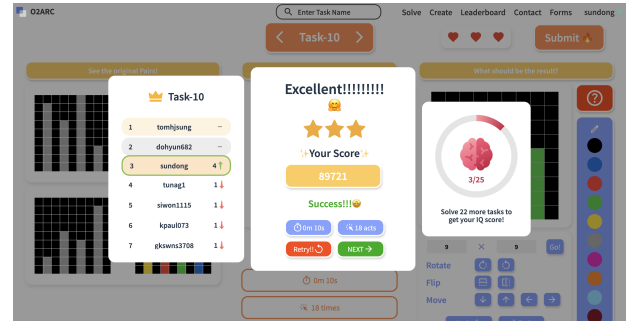 O2ARC
Enter Task Name
Solve Create Leaderboard Contact Forms sundong
Task-10
Submit
See the original Pairs!
What should be the result?
Task-10
1 tomhjsung –
2 dohyun682 –
3 sundong 4↑
4 tunag1 1↓
5 siwon1115 1↓
6 kpaul073 1↓
7 gkswns3708 1↓
Excellent!!!!!!!!!
🤗
✨Your Score✨
89721
Success!!!
0m 10s
18 acts
Retry!!
NEXT →
0m 10s
18 times
3/25
Solve 22 more tasks to
get your IQ score!
9 × 9 Go!
Rotate
Flip
Move